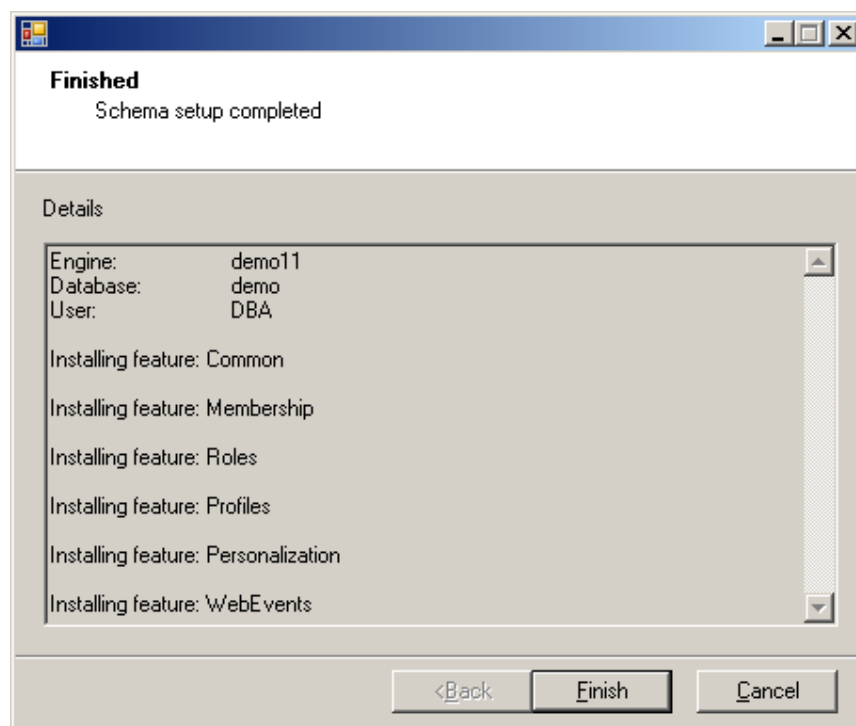 Finished
Schema setup completed
Details
Engine: demo11
Database: demo
User: DBA
Installing feature: Common
Installing feature: Membership
Installing feature: Roles
Installing feature: Profiles
Installing feature: Personalization
Installing feature: WebEvents
<Back Finish Cancel